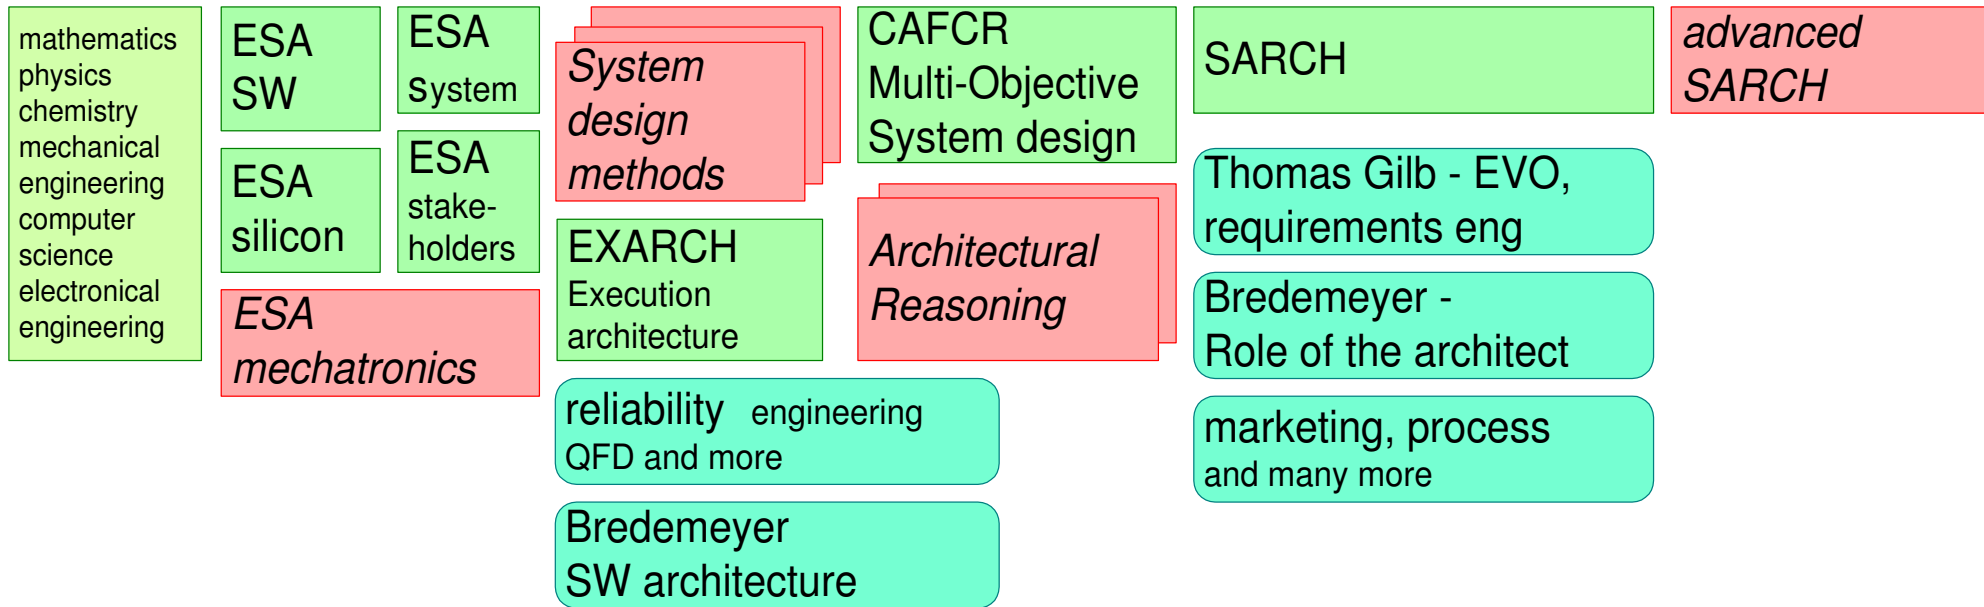 mathematics
physics
chemistry
mechanical
engineering
computer
science
electronical
engineering
ESA
SW
ESA
system
ESA
silicon
ESA
stake-
holders
ESA
mechatronics
System
design
methods
EXARCH
Execution
architecture
reliability engineering
QFD and more
Bredemeyer
SW architecture
CAFCR
Multi-Objective
System design
Architectural
Reasoning
SARCH
Thomas Gilb - EVO,
requirements eng
Bredemeyer -
Role of the architect
marketing, process
and many more
advanced
SARCH